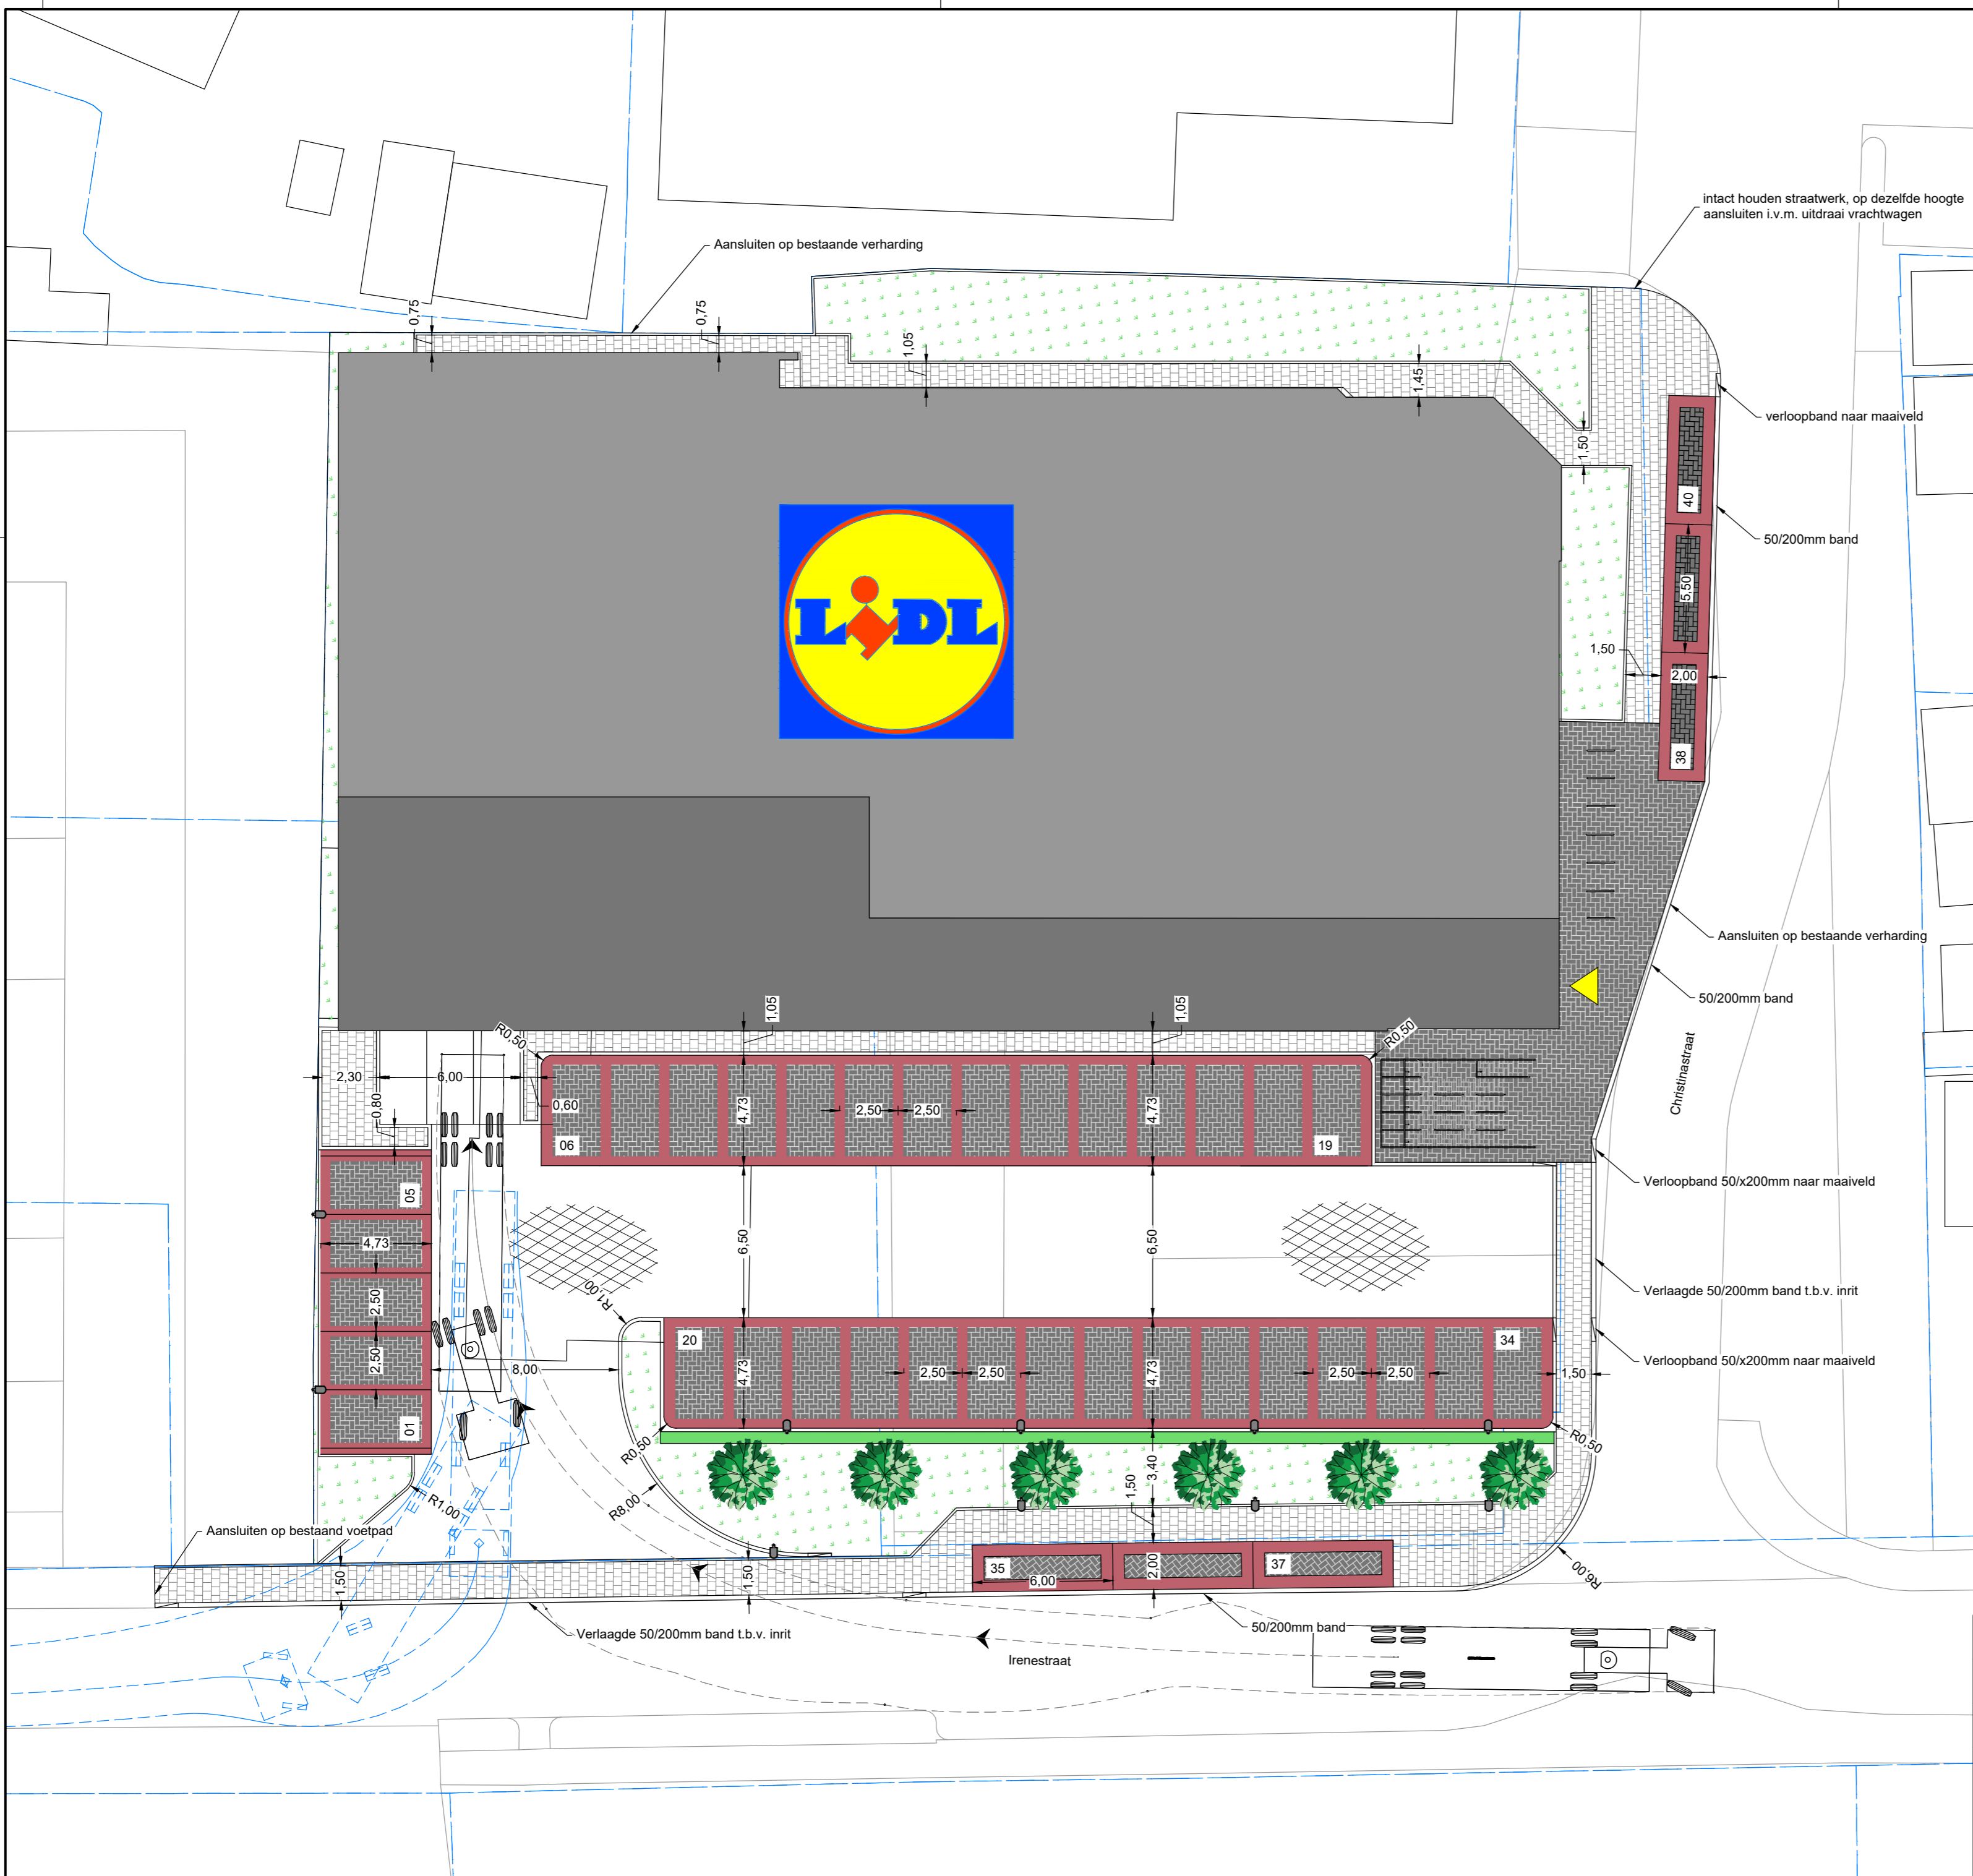 intact houden straatwerk, op dezelfde hoogte
aansluiten i.v.m. uitdraai vrachtwagen
Aansluiten op bestaande verharding
0,75
0,75
1,05
1,45
verloopband naar maaiveld
1,50
40
50/200mm band
5,50
LIDL
1,50
2,00
38
Aansluiten op bestaande verharding
50/200mm band
Christinastraat
1,05
1,05
R0,50
R0,50
2,30
6,00
0,80
0,60
4,73
2,50
2,50
4,73
06
19
Verloopband 50/x200mm naar maaiveld
05
4,73
6,50
6,50
2,50
R1,00
Verlaagde 50/200mm band t.b.v. inrit
20
34
2,50
8,00
4,73
2,50
2,50
4,73
2,50
2,50
1,50
Verloopband 50/x200mm naar maaiveld
01
R0,50
R0,50
3,40
1,50
R1,00
R8,00
Aansluiten op bestaand voetpad
1,50
1,50
35
6,00
2,00
37
R6,00
Verlaagde 50/200mm band t.b.v. inrit
50/200mm band
Irenestraat